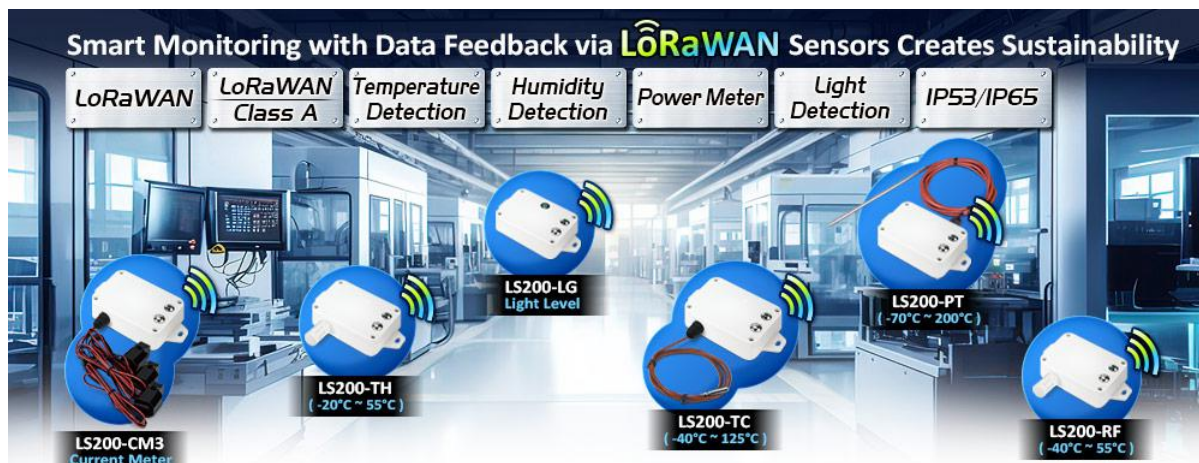 Smart Monitoring with Data Feedback via LoRaWAN Sensors Creates Sustainability
LoRaWAN
LoRaWAN
Class A
Temperature
Detection
Humidity
Detection
Power Meter
Light
Detection
IP53/IP65
LS200-LG
Light Level
LS200-PT
( -70°C ~ 200°C )
LS200-TH
( -20°C ~ 55°C )
LS200-TC
( -40°C ~ 125°C )
LS200-CM3
Current Meter
LS200-RF
( -40°C ~ 55°C )